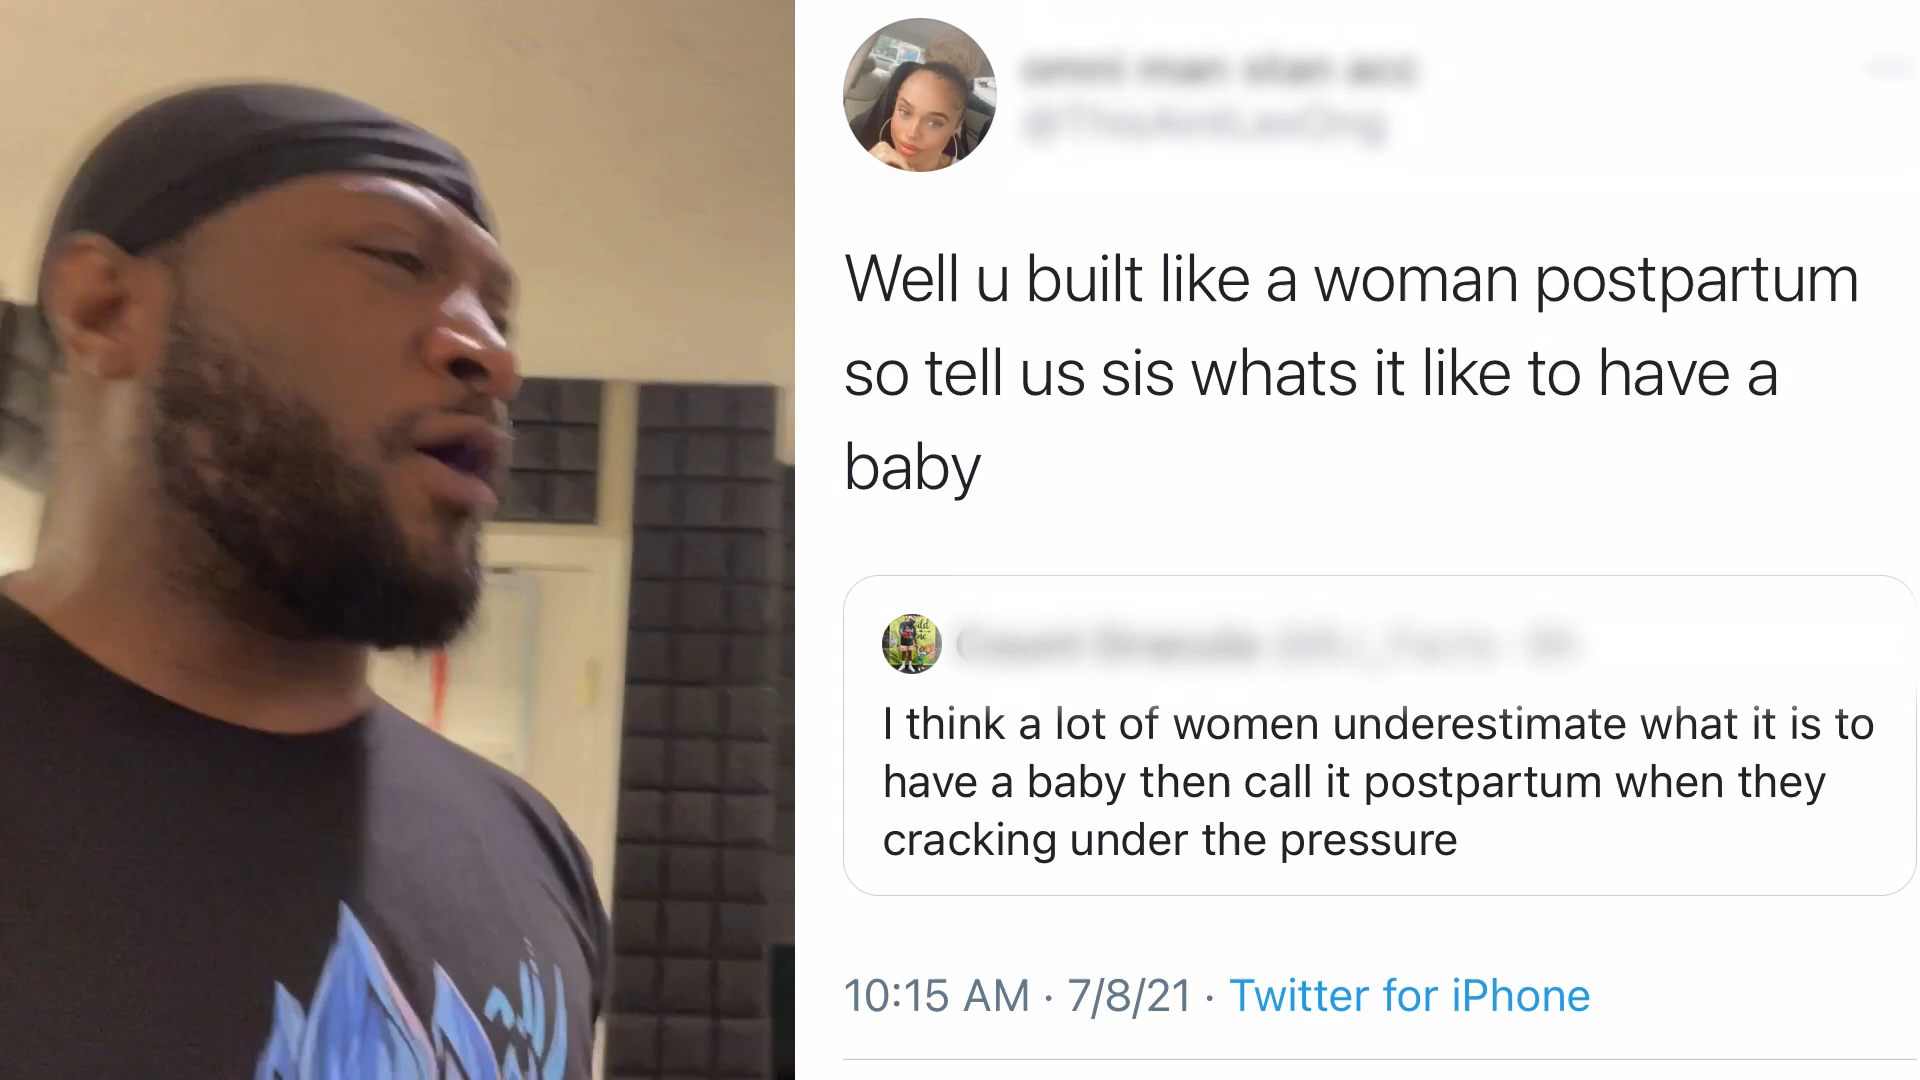 Well u built like a woman postpartum
so tell us sis whats it like to have a
baby
I think a lot of women underestimate what it is to
have a baby then call it postpartum when they
cracking under the pressure
10:15 AM · 7/8/21 · Twitter for iPhone